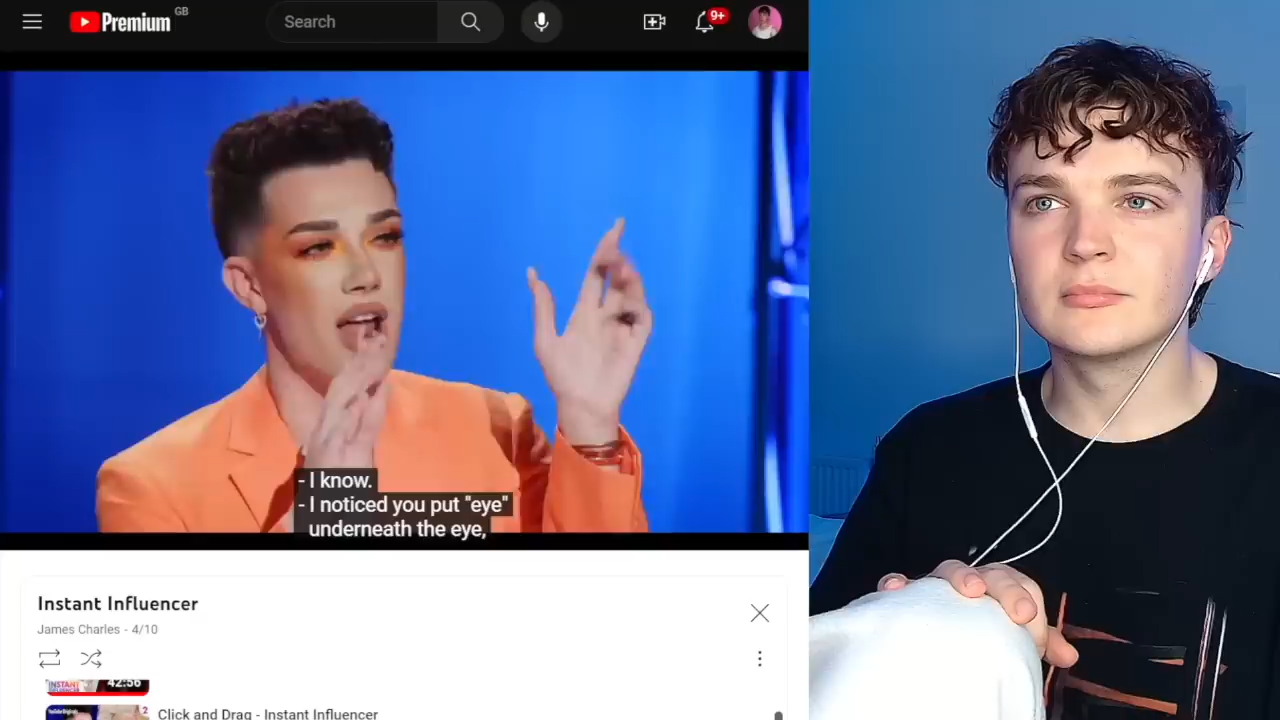 Premium GB
Search
9+
- I know.
- I noticed you put "eye"
underneath the eye,
Instant Influencer
James Charles - 4/10
INSTANT
42:56
Click and Drag - Instant Influencer